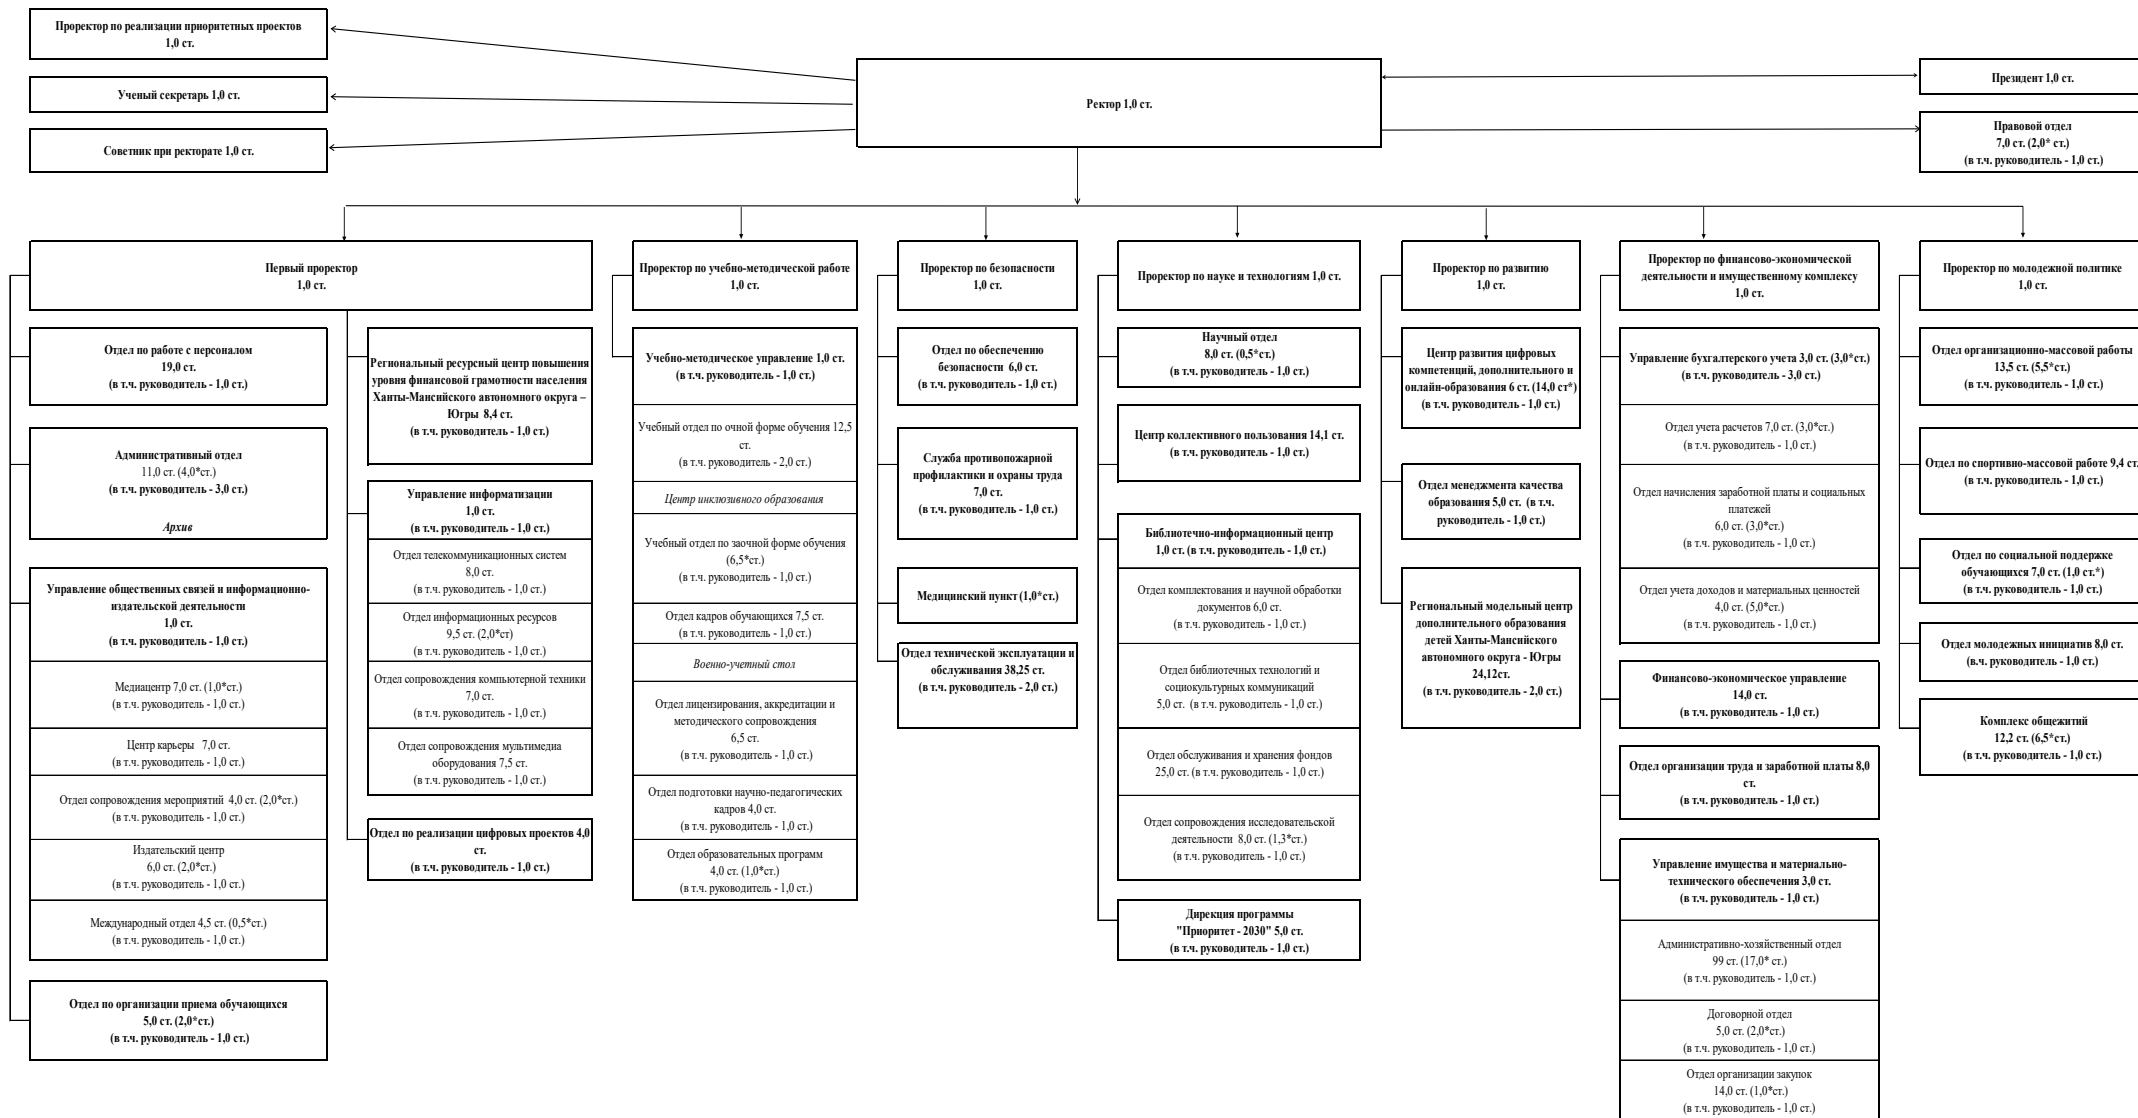 Проректор по реализации приоритетных проектов
1,0 ст.
Ученый секретарь 1,0 ст.
Советник при ректорате 1,0 ст.
Ректор 1,0 ст.
Президент 1,0 ст.
Правовой отдел
7,0 ст. (2,0* ст.)
(в т.ч. руководитель - 1,0 ст.)
Первый проректор
1,0 ст.
Отдел по работе с персоналом
19,0 ст.
(в т.ч. руководитель - 1,0 ст.)
Административный отдел
11,0 ст. (4,0*ст.)
(в т.ч. руководитель - 3,0 ст.)
Архив
Управление общественных связей и информационно-
издательской деятельности
1,0 ст.
(в т.ч. руководитель - 1,0 ст.)
Медиацентр 7,0 ст. (1,0*ст.)
(в т.ч. руководитель - 1,0 ст.)
Центр карьеры 7,0 ст.
(в т.ч. руководитель - 1,0 ст.)
Отдел сопровождения мероприятий 4,0 ст. (2,0*ст.)
(в т.ч. руководитель - 1,0 ст.)
Издательский центр
6,0 ст. (2,0*ст.)
(в т.ч. руководитель - 1,0 ст.)
Международный отдел 4,5 ст. (0,5*ст.)
(в т.ч. руководитель - 1,0 ст.)
Отдел по организации приема обучающихся
5,0 ст. (2,0*ст.)
(в т.ч. руководитель - 1,0 ст.)
Региональный ресурсный центр повышения
уровня финансовой грамотности населения
Ханты-Мансийского автономного округа –
Югры 8,4 ст.
(в т.ч. руководитель - 1,0 ст.)
Управление информатизации
1,0 ст.
(в т.ч. руководитель - 1,0 ст.)
Отдел телекоммуникационных систем
8,0 ст.
(в т.ч. руководитель - 1,0 ст.)
Отдел информационных ресурсов
9,5 ст. (2,0*ст)
(в т.ч. руководитель - 1,0 ст.)
Отдел сопровождения компьютерной техники
7,0 ст.
(в т.ч. руководитель - 1,0 ст.)
Отдел сопровождения мультимедиа
оборудования 7,5 ст.
(в т.ч. руководитель - 1,0 ст.)
Отдел по реализации цифровых проектов 4,0
ст.
(в т.ч. руководитель - 1,0 ст.)
Проректор по учебно-методической работе
1,0 ст.
Учебно-методическое управление 1,0 ст.
(в т.ч. руководитель - 1,0 ст.)
Учебный отдел по очной форме обучения 12,5
ст.
(в т.ч. руководитель - 2,0 ст.)
Центр инклюзивного образования
Учебный отдел по заочной форме обучения
(6,5*ст.)
(в т.ч. руководитель - 1,0 ст.)
Отдел кадров обучающихся 7,5 ст.
(в т.ч. руководитель - 1,0 ст.)
Военно-учетный стол
Отдел лицензирования, аккредитации и
методического сопровождения
6,5 ст.
(в т.ч. руководитель - 1,0 ст.)
Отдел подготовки научно-педагогических
кадров 4,0 ст.
(в т.ч. руководитель - 1,0 ст.)
Отдел образовательных программ
4,0 ст. (1,0*ст.)
(в т.ч. руководитель - 1,0 ст.)
Проректор по безопасности
1,0 ст.
Отдел по обеспечению
безопасности 6,0 ст.
(в т.ч. руководитель - 1,0 ст.)
Служба противопожарной
профилактики и охраны труда
7,0 ст.
(в т.ч. руководитель - 1,0 ст.)
Медицинский пункт (1,0*ст.)
Отдел технической эксплуатации и
обслуживания 38,25 ст.
(в т.ч. руководитель - 2,0 ст.)
Проректор по науке и технологиям 1,0 ст.
Научный отдел
8,0 ст. (0,5*ст.)
(в т.ч. руководитель - 1,0 ст.)
Центр коллективного пользования 14,1 ст.
(в т.ч. руководитель - 1,0 ст.)
Библиотечно-информационный центр
1,0 ст. (в т.ч. руководитель - 1,0 ст.)
Отдел комплектования и научной обработки
документов 6,0 ст.
(в т.ч. руководитель - 1,0 ст.)
Отдел библиотечных технологий и
социокультурных коммуникаций
5,0 ст. (в т.ч. руководитель - 1,0 ст.)
Отдел обслуживания и хранения фондов
25,0 ст. (в т.ч. руководитель - 1,0 ст.)
Отдел сопровождения исследовательской
деятельности 8,0 ст. (1,3*ст.)
(в т.ч. руководитель - 1,0 ст.)
Дирекция программы
"Приоритет - 2030" 5,0 ст.
(в т.ч. руководитель - 1,0 ст.)
Проректор по развитию
1,0 ст.
Центр развития цифровых
компетенций, дополнительного и
онлайн-образования 6 ст. (14,0 ст*)
(в т.ч. руководитель - 1,0 ст.)
Отдел менеджмента качества
образования 5,0 ст. (в т.ч.
руководитель - 1,0 ст.)
Региональный модельный центр
дополнительного образования
детей Ханты-Мансийского
автономного округа - Югры
24,12ст.
(в т.ч. руководитель - 2,0 ст.)
Проректор по финансово-экономической
деятельности и имущественному комплексу
1,0 ст.
Управление бухгалтерского учета 3,0 ст. (3,0*ст.)
(в т.ч. руководитель - 3,0 ст.)
Отдел учета расчетов 7,0 ст. (3,0*ст.)
(в т.ч. руководитель - 1,0 ст.)
Отдел начисления заработной платы и социальных
платежей
6,0 ст. (3,0*ст.)
(в т.ч. руководитель - 1,0 ст.)
Отдел учета доходов и материальных ценностей
4,0 ст. (5,0*ст.)
(в т.ч. руководитель - 1,0 ст.)
Финансово-экономическое управление
14,0 ст.
(в т.ч. руководитель - 1,0 ст.)
Отдел организации труда и заработной платы 8,0
ст.
(в т.ч. руководитель - 1,0 ст.)
Управление имущества и материально-
технического обеспечения 3,0 ст.
(в т.ч. руководитель - 1,0 ст.)
Административно-хозяйственный отдел
99 ст. (17,0* ст.)
(в т.ч. руководитель - 1,0 ст.)
Договорной отдел
5,0 ст. (2,0*ст.)
(в т.ч. руководитель - 1,0 ст.)
Отдел организации закупок
14,0 ст. (1,0*ст.)
(в т.ч. руководитель - 1,0 ст.)
Проректор по молодежной политике
1,0 ст.
Отдел организационно-массовой работы
13,5 ст. (5,5*ст.)
(в т.ч. руководитель - 1,0 ст.)
Отдел по спортивно-массовой работе 9,4 ст.
(в т.ч. руководитель - 1,0 ст.)
Отдел по социальной поддержке
обучающихся 7,0 ст. (1,0 ст.*)
(в т.ч. руководитель - 1,0 ст.)
Отдел молодежных инициатив 8,0 ст.
(в.ч. руководитель - 1,0 ст.)
Комплекс общежитий
12,2 ст. (6,5*ст.)
(в т.ч. руководитель - 1,0 ст.)